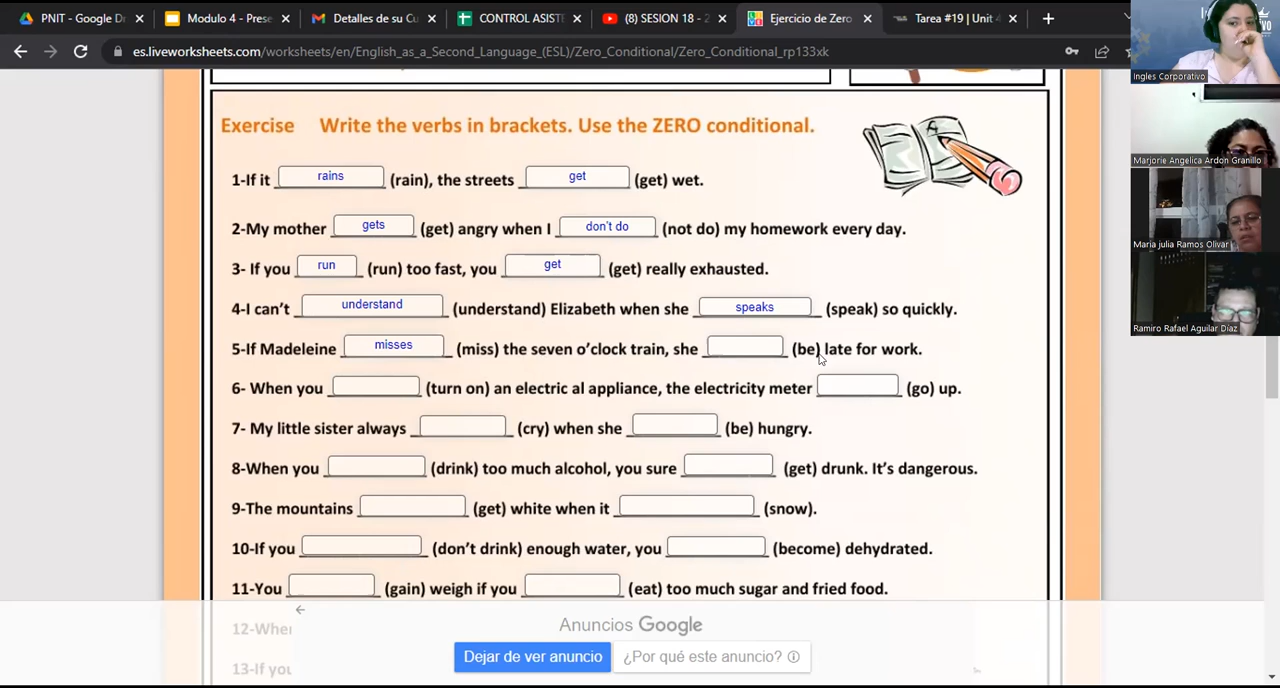 PNIT - Google Dr
Modulo 4 - Prese
Detalles de su Cu
CONTROL ASIST
(8) SESION 18 - 2
Ejercicio de Zero
Tarea #19 | Unit 4
es.liveworksheets.com/worksheets/en/English_as_a_Second_Language_(ESL)/Zero_Conditional/Zero_Conditional_rp133xk
Ingles Corporativo
Marjorie Angelica Ardon Granillo
Maria julia Ramos Olivar
Ramiro Rafael Aguilar Díaz
Exercise Write the verbs in brackets. Use the ZERO conditional.
1-If it rains (rain), the streets get (get) wet.
2-My mother gets (get) angry when I don't do (not do) my homework every day.
3- If you run (run) too fast, you get (get) really exhausted.
4-I can't understand (understand) Elizabeth when she speaks (speak) so quickly.
5-If Madeleine misses (miss) the seven o'clock train, she (be) late for work.
6- When you (turn on) an electric al appliance, the electricity meter (go) up.
7- My little sister always (cry) when she (be) hungry.
8-When you (drink) too much alcohol, you sure (get) drunk. It's dangerous.
9-The mountains (get) white when it (snow).
10-If you (don't drink) enough water, you (become) dehydrated.
11-You (gain) weigh if you (eat) too much sugar and fried food.
12-When
13-If you
Anuncios Google
Dejar de ver anuncio
¿Por qué este anuncio?